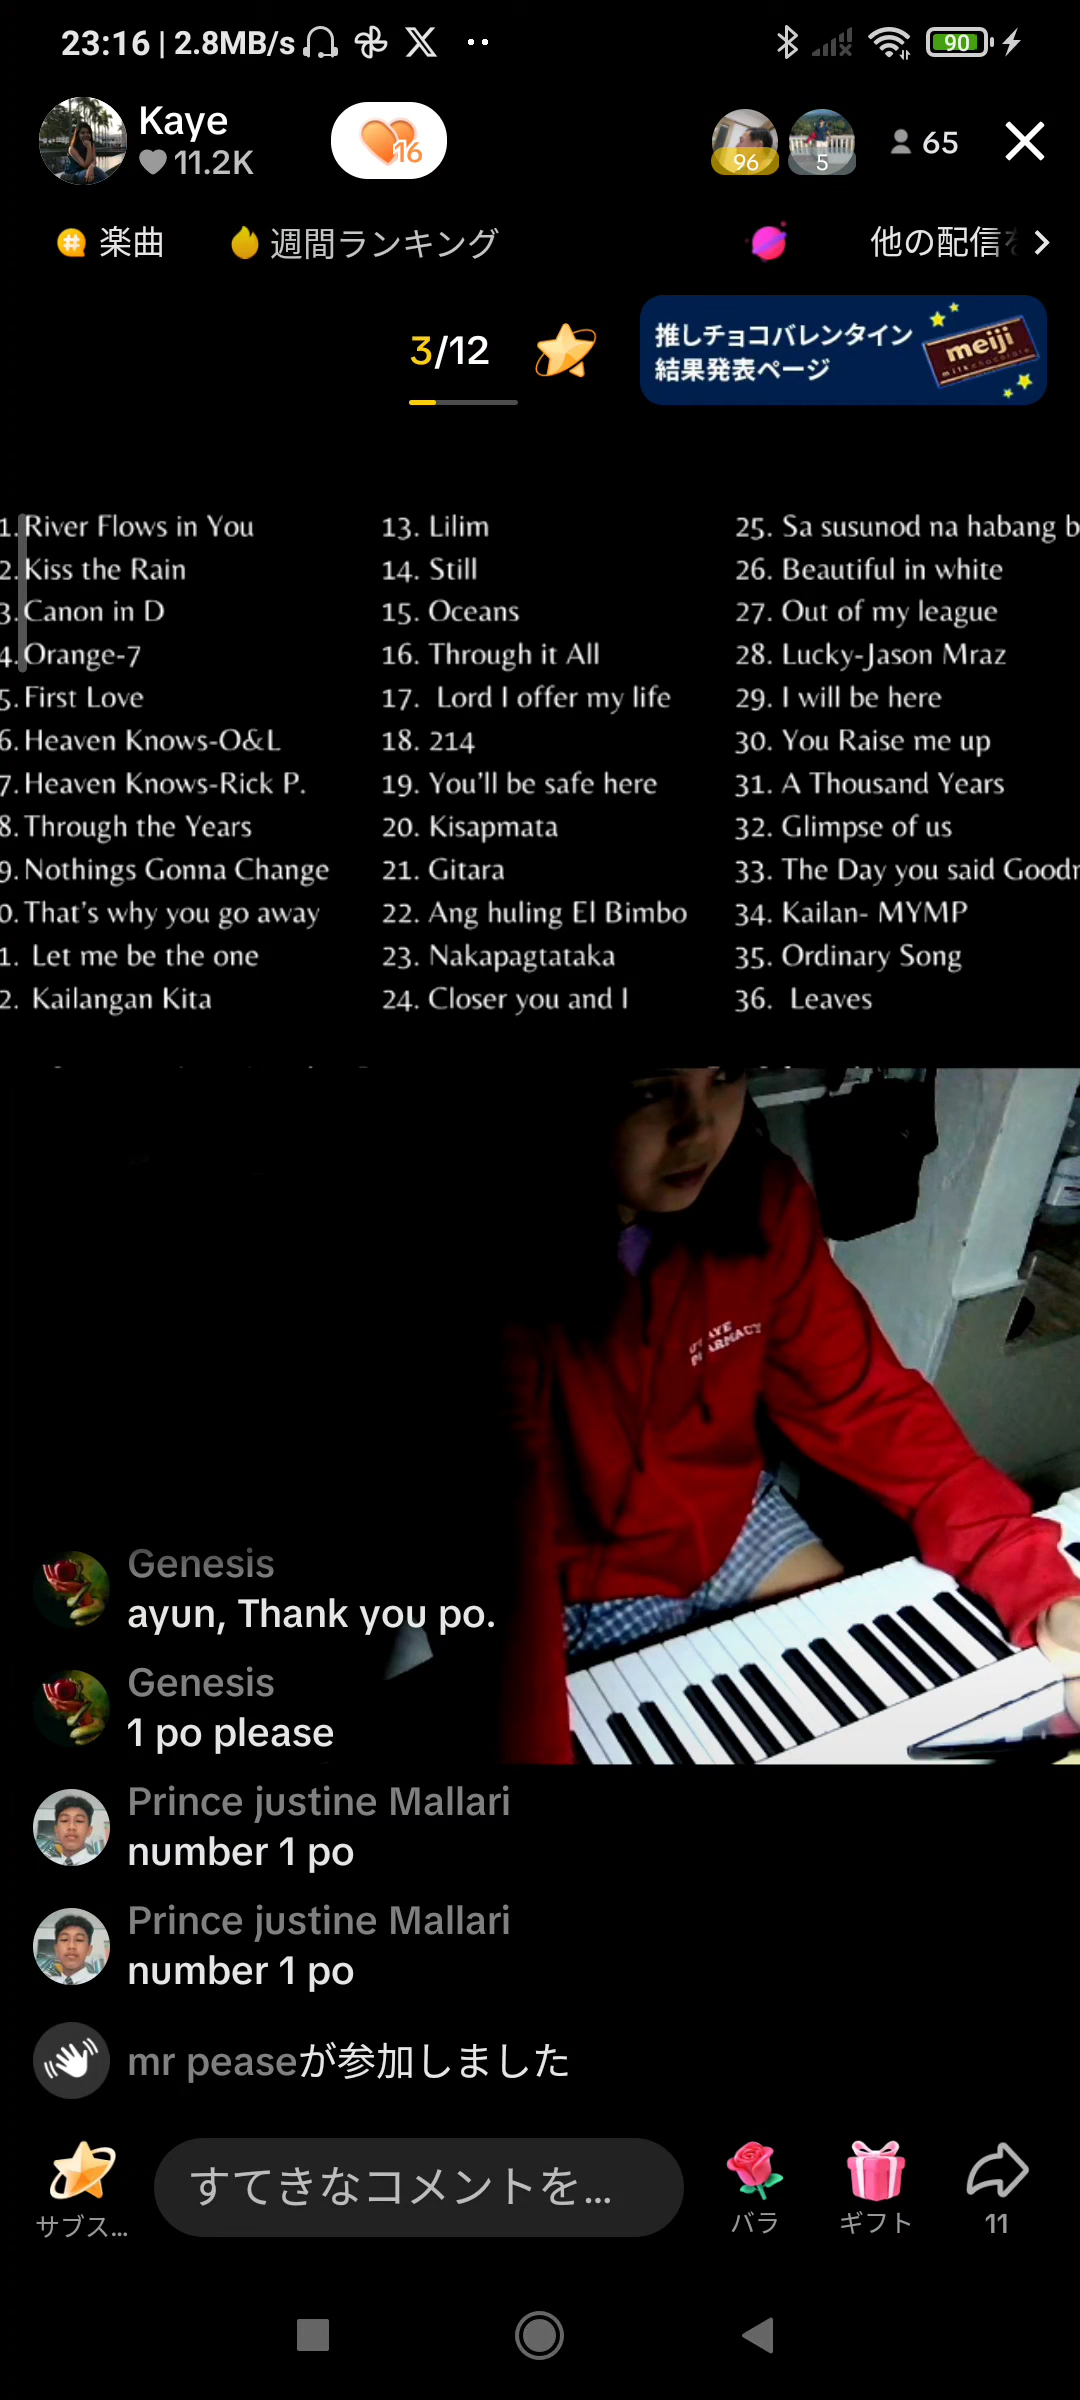 23:16 | 2.8MB/s
90
Kaye
11.2K
16
96
5
65
楽曲
週間ランキング
他の配信を
3/12
推しチョコバレンタイン
結果発表ページ
meiji
milk chocolate
1. River Flows in You
2. Kiss the Rain
3. Canon in D
4. Orange-7
5. First Love
6. Heaven Knows-O&L
7. Heaven Knows-Rick P.
8. Through the Years
9. Nothings Gonna Change
0. That's why you go away
1. Let me be the one
2. Kailangan Kita
13. Lilim
14. Still
15. Oceans
16. Through it All
17. Lord I offer my life
18. 214
19. You'll be safe here
20. Kisapmata
21. Gitara
22. Ang huling El Bimbo
23. Nakapagtataka
24. Closer you and I
25. Sa susunod na habang b
26. Beautiful in white
27. Out of my league
28. Lucky-Jason Mraz
29. I will be here
30. You Raise me up
31. A Thousand Years
32. Glimpse of us
33. The Day you said Good
34. Kailan- MYMP
35. Ordinary Song
36. Leaves
PHARMACY
Genesis
ayun, Thank you po.
Genesis
1 po please
Prince justine Mallari
number 1 po
Prince justine Mallari
number 1 po
mr peaseが参加しました
サブス...
すてきなコメントを...
バラ
ギフト
11